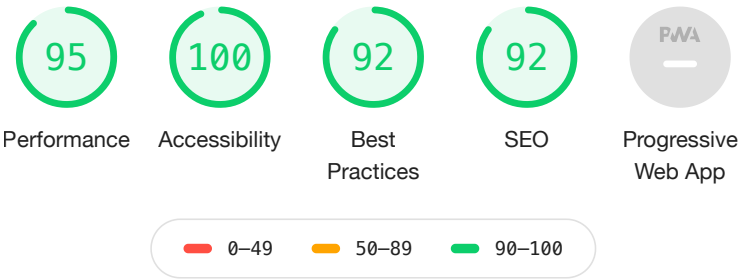 95 100 92 92 PWA
Performance Accessibility Best SEO Progressive
Practices Web App
0–49 50–89 90–100